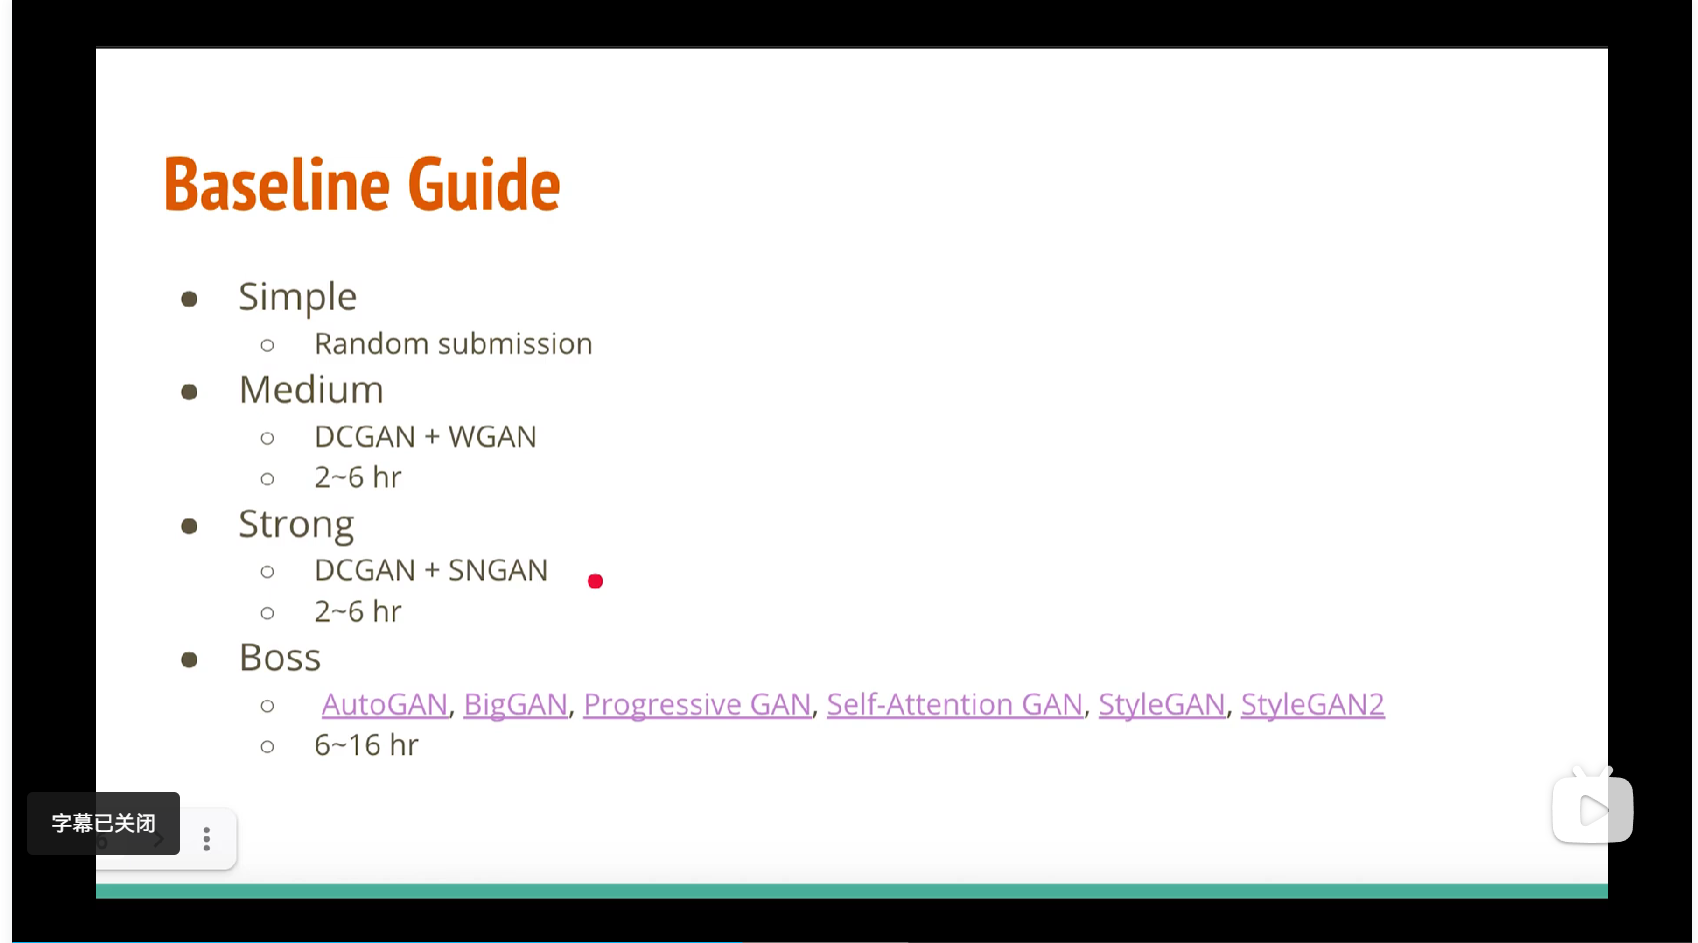 Baseline Guide
● Simple
○ Random submission
● Medium
○ DCGAN + WGAN
○ 2~6 hr
● Strong
○ DCGAN + SNGAN
○ 2~6 hr
● Boss
○ AutoGAN, BigGAN, Progressive GAN, Self-Attention GAN, StyleGAN, StyleGAN2
○ 6~16 hr
字幕已关闭